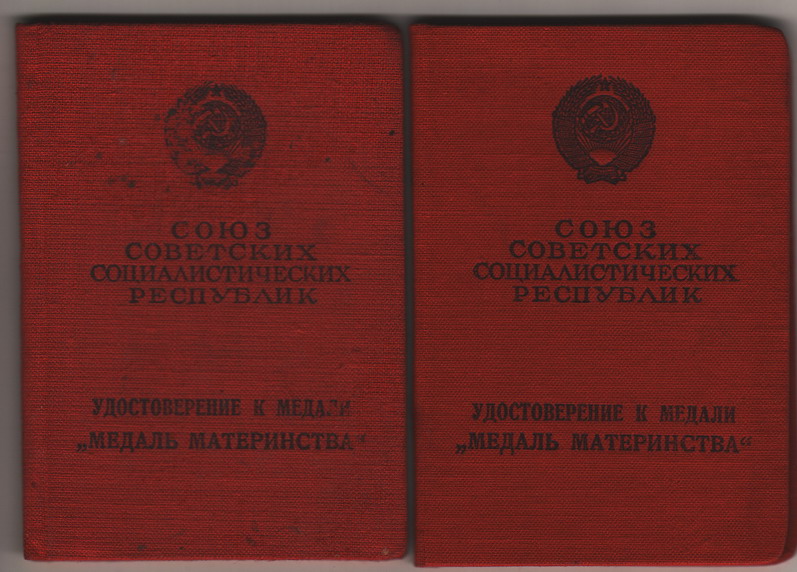 СОЮЗ
СОВЕТСКИХ
СОЦИАЛИСТИЧЕСКИХ
РЕСПУБЛИК
УДОСТОВЕРЕНИЕ К МЕДАЛИ
„МЕДАЛЬ МАТЕРИНСТВА“
СОЮЗ
СОВЕТСКИХ
СОЦИАЛИСТИЧЕСКИХ
РЕСПУБЛИК
УДОСТОВЕРЕНИЕ К МЕДАЛИ
„МЕДАЛЬ МАТЕРИНСТВА“